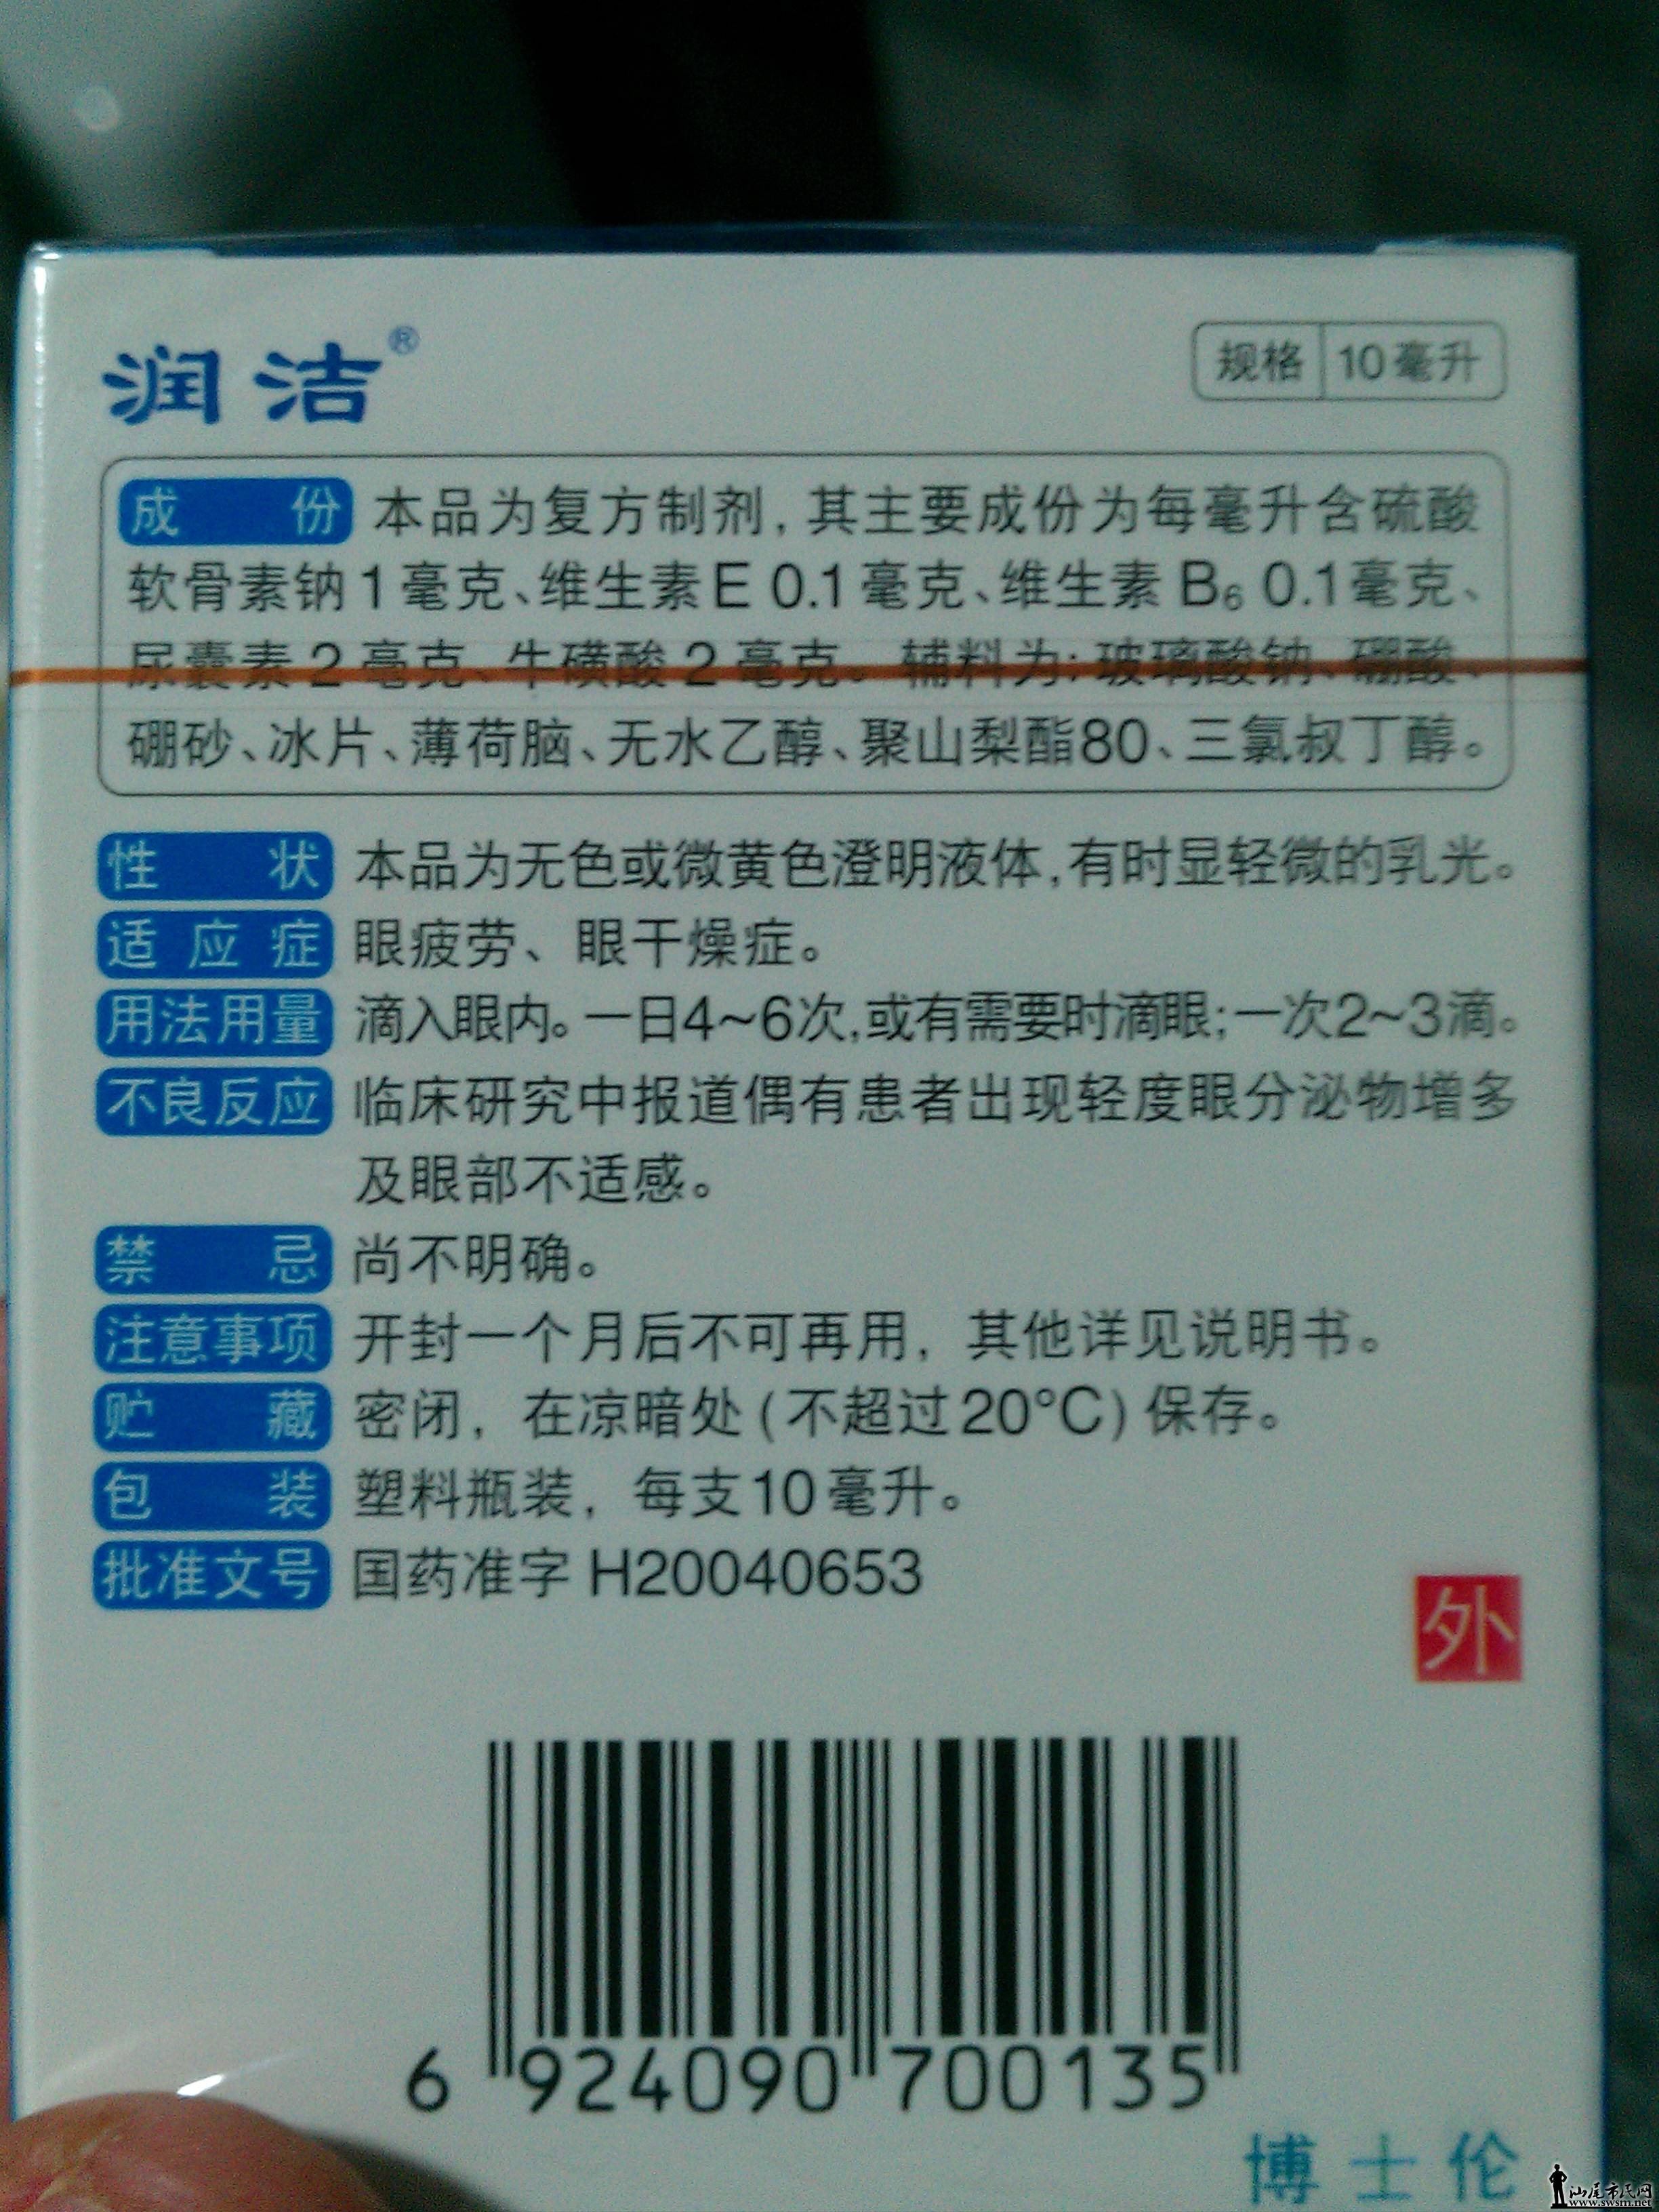 润洁®
规格 10毫升
成份 本品为复方制剂，其主要成份为每毫升含硫酸
软骨素钠1毫克、维生素E 0.1毫克、维生素B₆ 0.1毫克、
尿囊素2毫克、牛磺酸2毫克。辅料为：玻璃酸钠、硼酸、
硼砂、冰片、薄荷脑、无水乙醇、聚山梨酯80、三氯叔丁醇。
性状 本品为无色或微黄色澄明液体，有时显轻微的乳光。
适应症 眼疲劳、眼干燥症。
用法用量 滴入眼内。一日4~6次，或有需要时滴眼；一次2~3滴。
不良反应 临床研究中报道偶有患者出现轻度眼分泌物增多
及眼部不适感。
禁忌 尚不明确。
注意事项 开封一个月后不可再用，其他详见说明书。
贮藏 密闭，在凉暗处（不超过20°C）保存。
包装 塑料瓶装，每支10毫升。
批准文号 国药准字 H20040653
外
6 924090 700135
博士伦
汕尾市民网
www.swsm.net